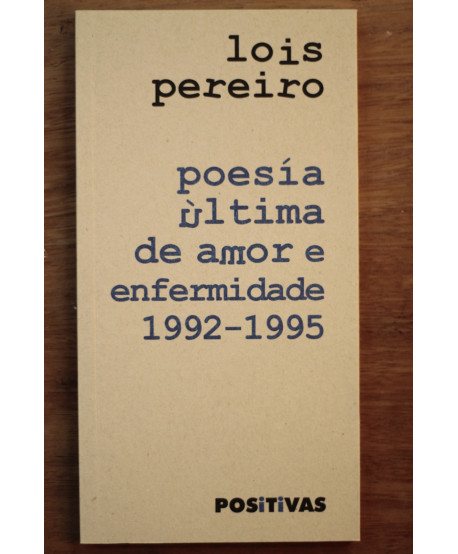 lois
pereiro
poesía
última
de amor e
enfermidade
1992-1995
POSiTiVAS